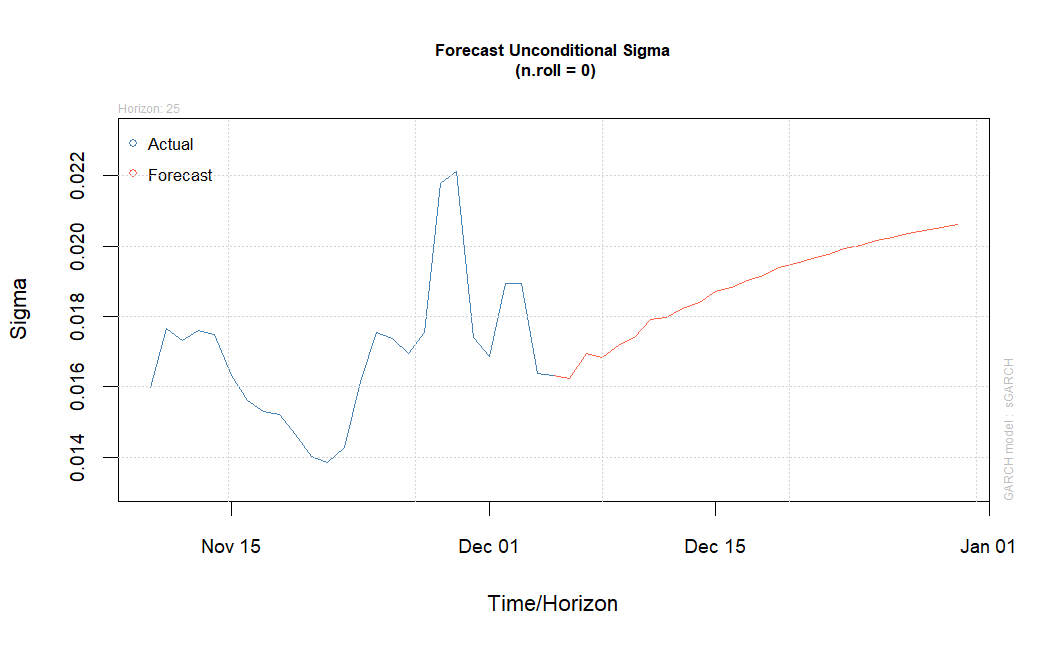 Forecast Unconditional Sigma
(n.roll = 0)
Horizon: 25
Actual
Forecast
0.022
0.020
0.018
0.016
0.014
Sigma
GARCH model : sGARCH
Nov 15
Dec 01
Dec 15
Jan 01
Time/Horizon